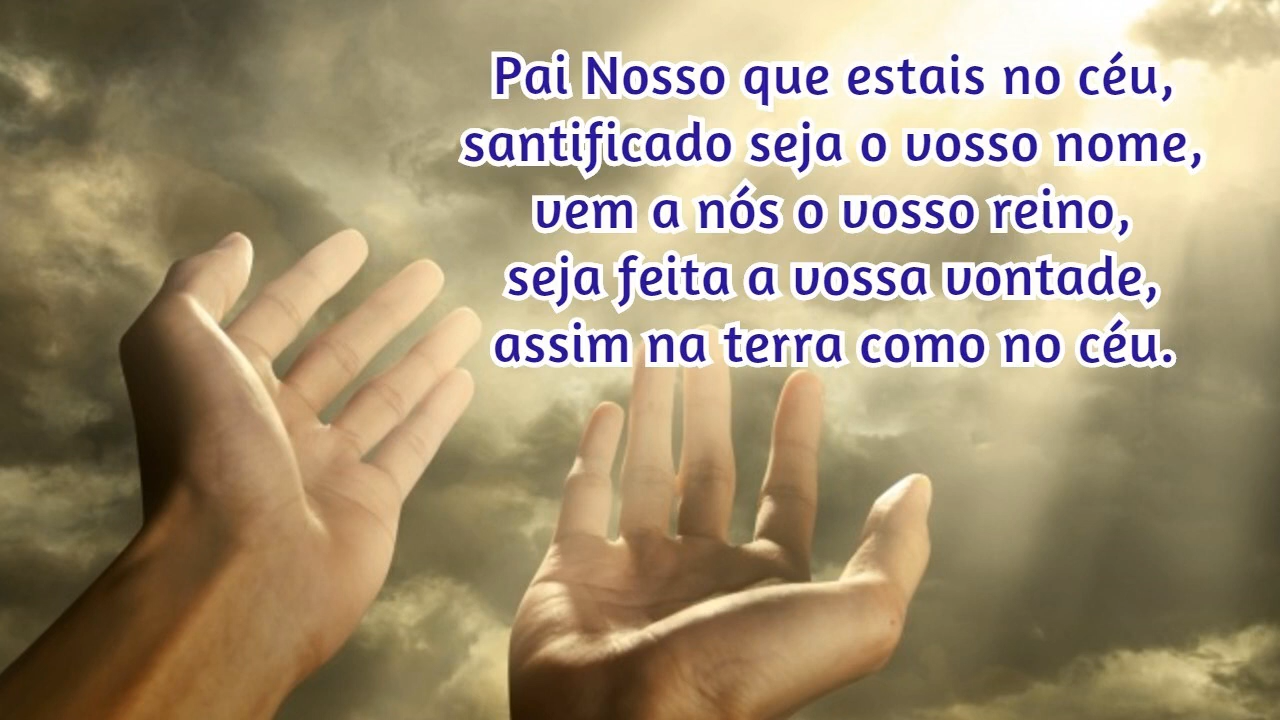 Pai Nosso que estais no céu,
santificado seja o vosso nome,
vem a nós o vosso reino,
seja feita a vossa vontade,
assim na terra como no céu.